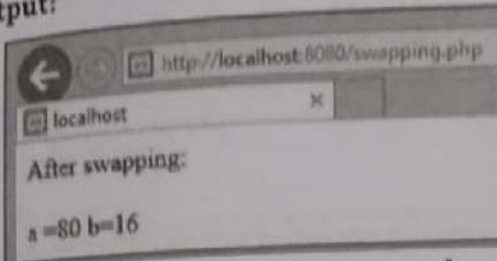 tput:
http://localhost:8080/swapping.php
localhost
After swapping:
a =80 b=16